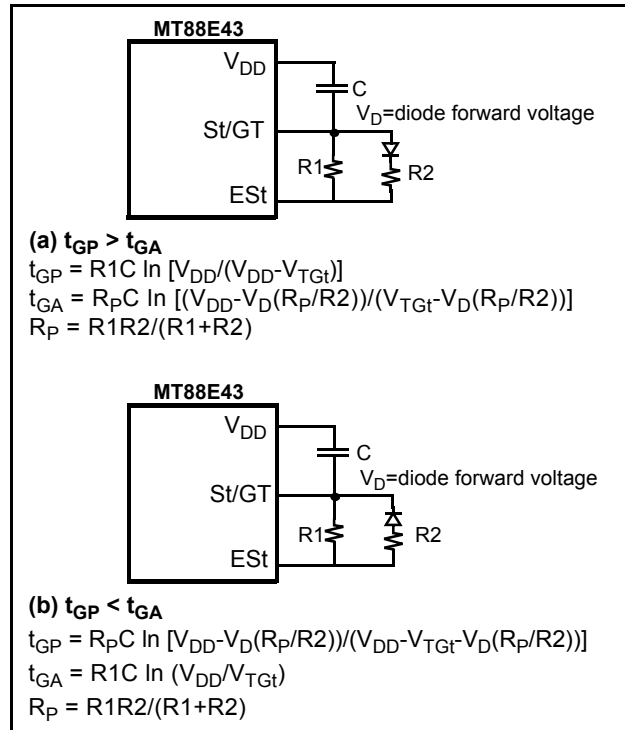 MT88E43
VDD
C
VD=diode forward voltage
St/GT
R1
R2
ESt
(a) tGP > tGA
tGP = R1C ln [VDD/(VDD-VTGt)]
tGA = RPC ln [(VDD-VD(RP/R2))/(VTGt-VD(RP/R2))]
RP = R1R2/(R1+R2)
MT88E43
VDD
C
VD=diode forward voltage
St/GT
R1
R2
ESt
(b) tGP < tGA
tGP = RPC ln [VDD-VD(RP/R2))/(VDD-VTGt-VD(RP/R2))]
tGA = R1C ln (VDD/VTGt)
RP = R1R2/(R1+R2)